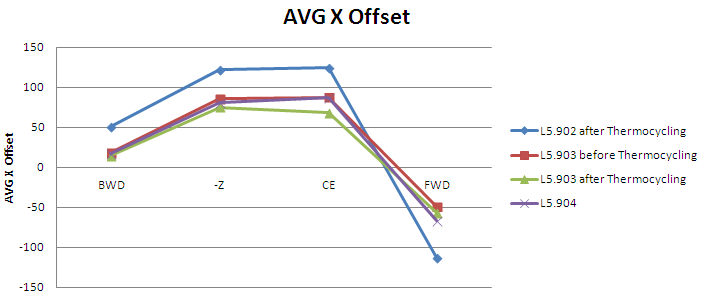 AVG X Offset
150
100
50
0
-50
-100
-150
AVG X Offset
BWD -Z CE FWD
L5.902 after Thermocycling
L5.903 before Thermocycling
L5.903 after Thermocycling
L5.904